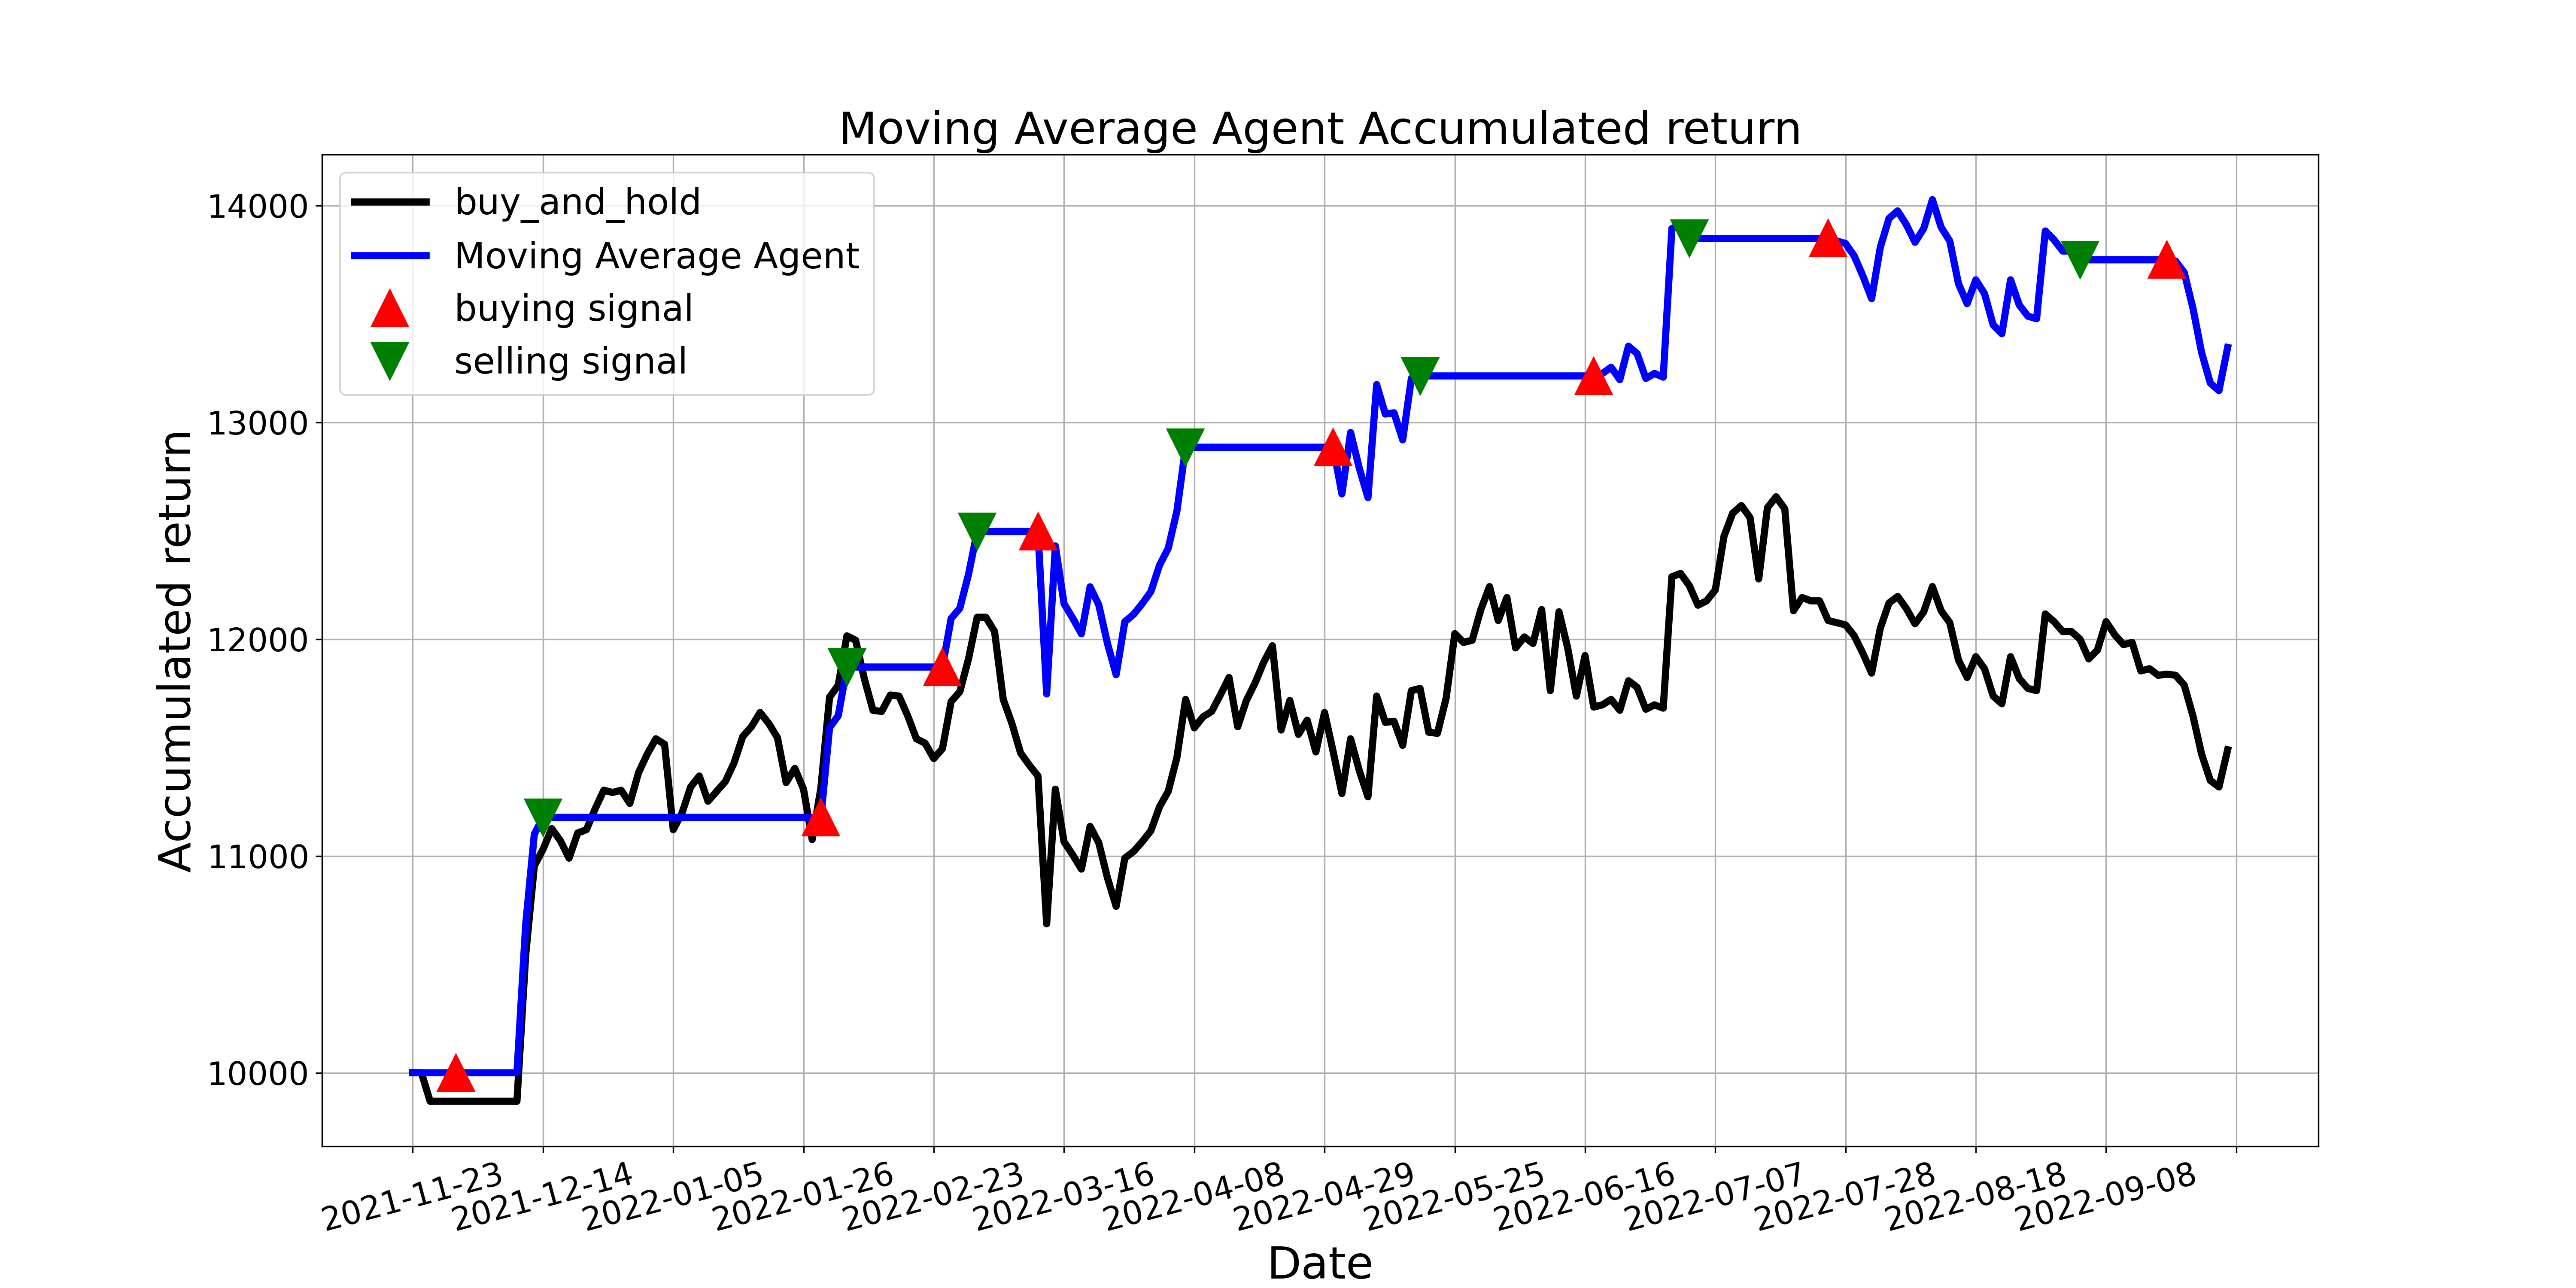 Moving Average Agent Accumulated return
buy_and_hold
Moving Average Agent
buying signal
selling signal
14000
13000
12000
11000
10000
Accumulated return
2021-11-23
2021-12-14
2022-01-05
2022-01-26
2022-02-23
2022-03-16
2022-04-08
2022-04-29
2022-05-25
2022-06-16
2022-07-07
2022-07-28
2022-08-18
2022-09-08
Date